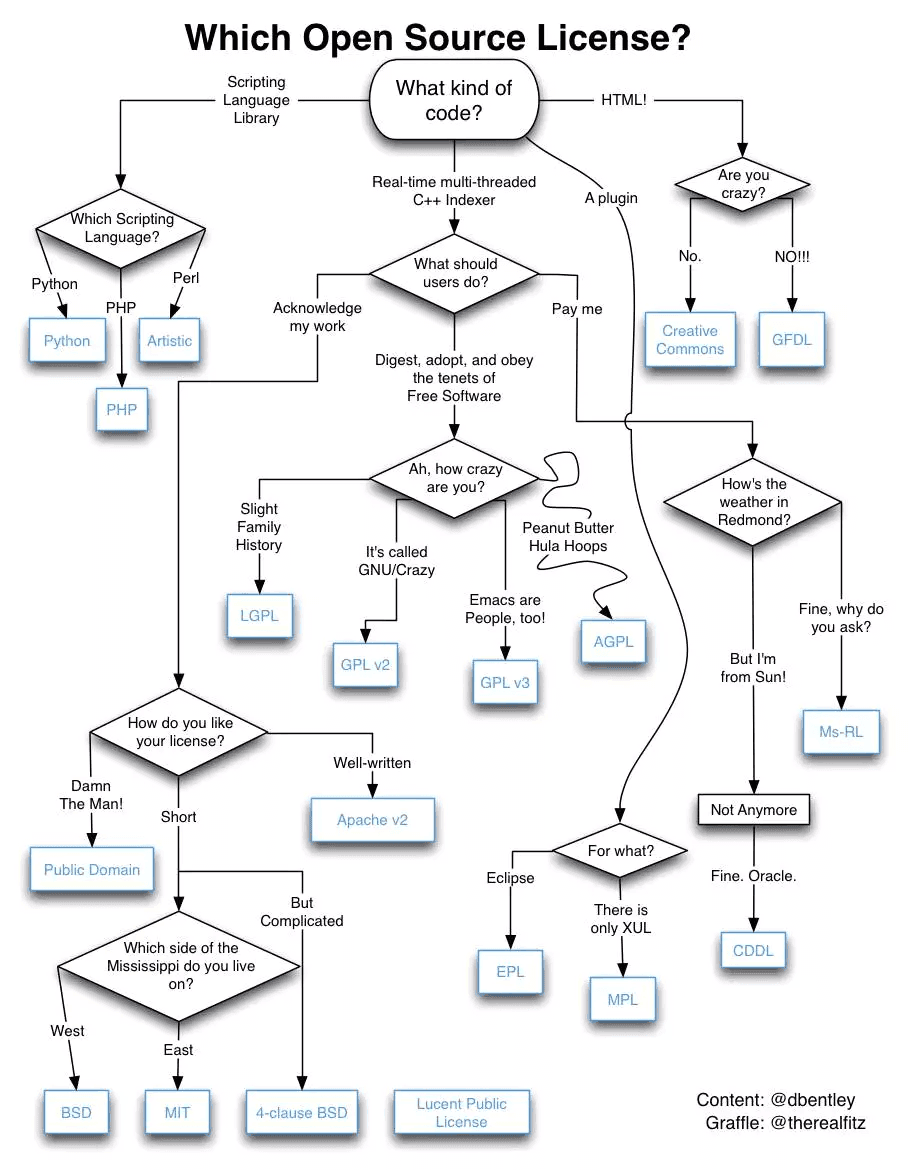 Which Open Source License?
What kind of
code?
Scripting
Language
Library
HTML!
Real-time multi-threaded
C++ Indexer
A plugin
Are you
crazy?
No.
NO!!!
Creative
Commons
GFDL
Which Scripting
Language?
Python
PHP
Perl
Python
Artistic
PHP
What should
users do?
Acknowledge
my work
Pay me
Digest, adopt, and obey
the tenets of
Free Software
Ah, how crazy
are you?
Slight
Family
History
It's called
GNU/Crazy
Emacs are
People, too!
Peanut Butter
Hula Hoops
LGPL
GPL v2
GPL v3
AGPL
How's the
weather in
Redmond?
Fine, why do
you ask?
But I'm
from Sun!
Ms-RL
Not Anymore
Fine. Oracle.
CDDL
How do you like
your license?
Damn
The Man!
Short
Well-written
Public Domain
Apache v2
But
Complicated
For what?
Eclipse
There is
only XUL
EPL
MPL
Which side of the
Mississippi do you live
on?
West
East
BSD
MIT
4-clause BSD
Lucent Public
License
Content: @dbentley
Graffle: @therealfitz